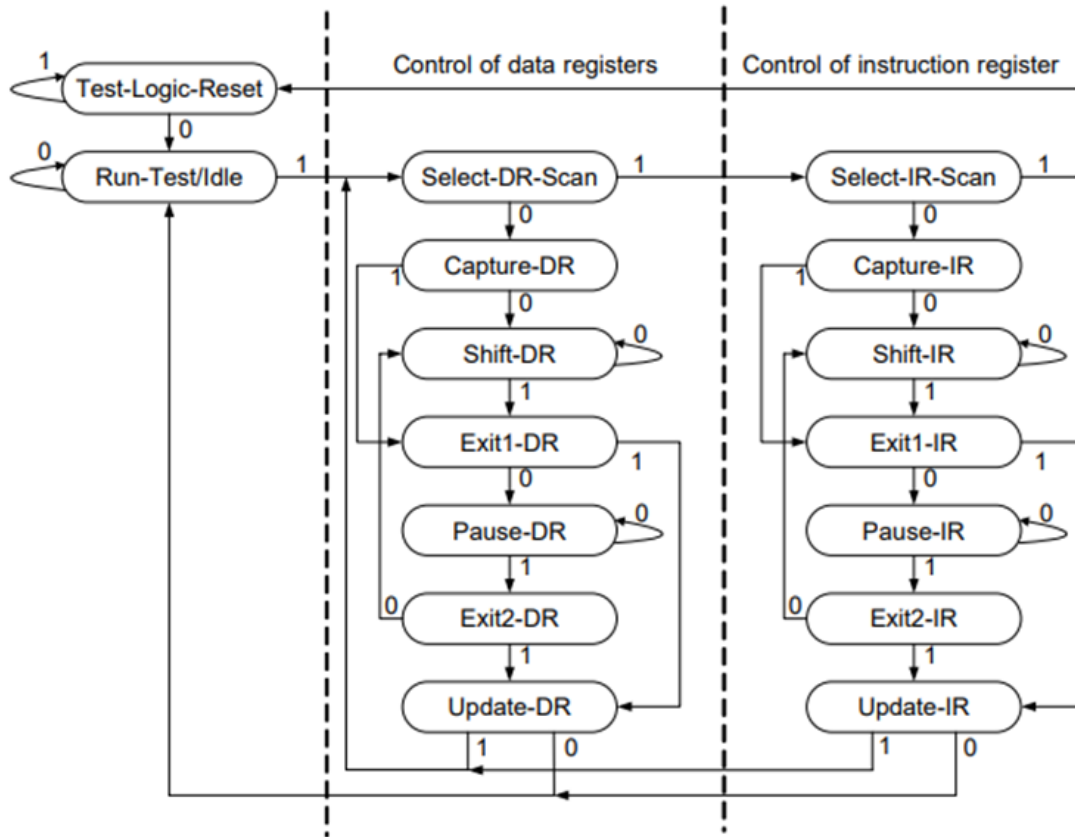 Control of data registers
Control of instruction register
1
Test-Logic-Reset
0
0
Run-Test/Idle
1
Select-DR-Scan
1
Select-IR-Scan
1
0
0
Capture-DR
1
Capture-IR
1
0
0
Shift-DR
0
Shift-IR
0
1
1
Exit1-DR
1
Exit1-IR
1
0
0
Pause-DR
0
Pause-IR
0
1
1
0
Exit2-DR
0
Exit2-IR
1
1
Update-DR
Update-IR
1
0
1
0